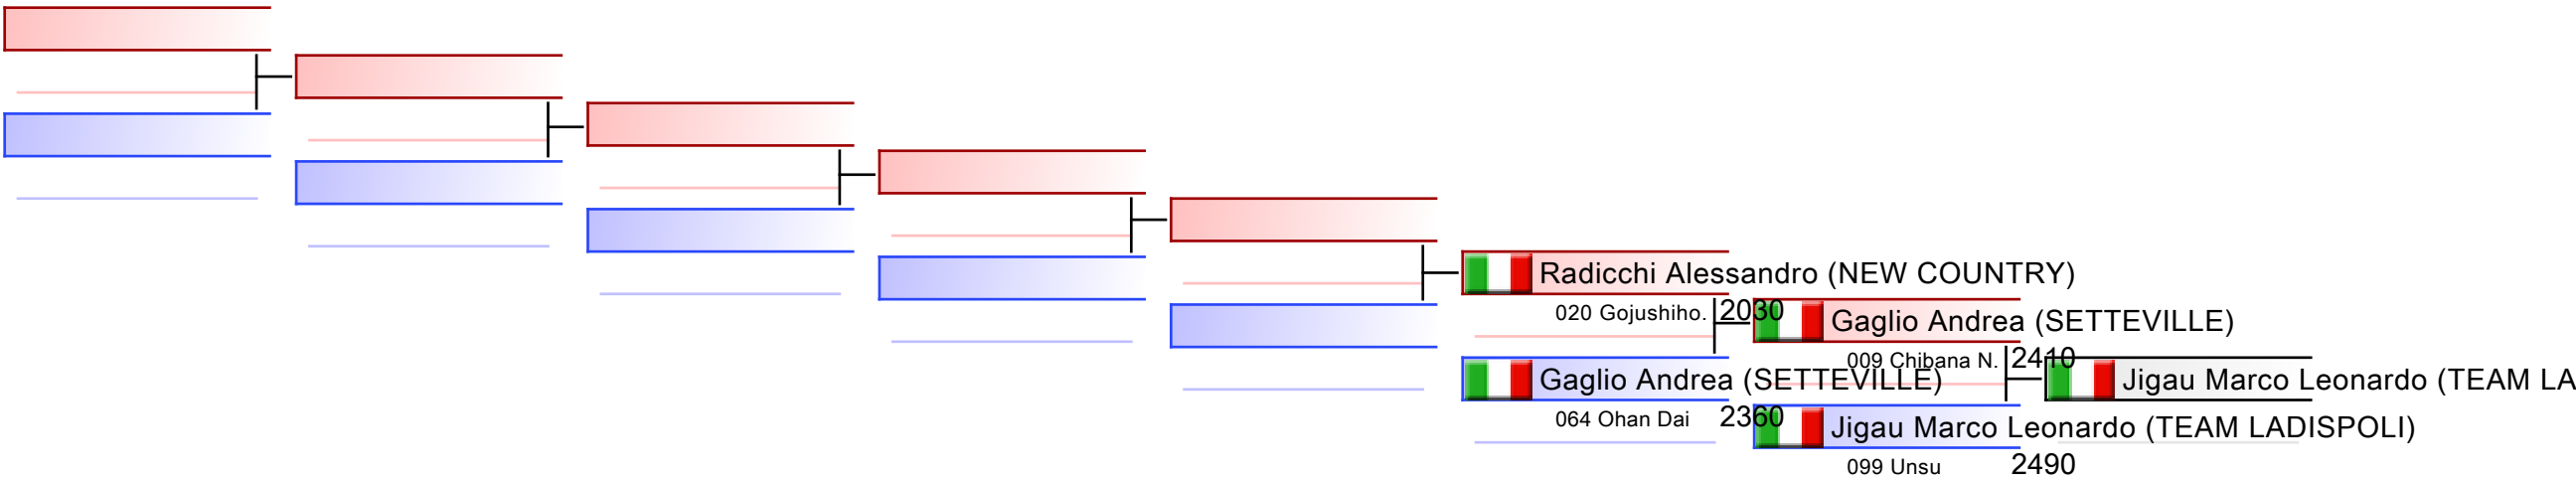 Radicchi Alessandro (NEW COUNTRY)
020 Gojushiho. 2030
Gaglio Andrea (SETTEVILLE)
009 Chibana N. 2410
Gaglio Andrea (SETTEVILLE)
Jigau Marco Leonardo (TEAM LA
064 Ohan Dai 2360
Jigau Marco Leonardo (TEAM LADISPOLI)
099 Unsu 2490